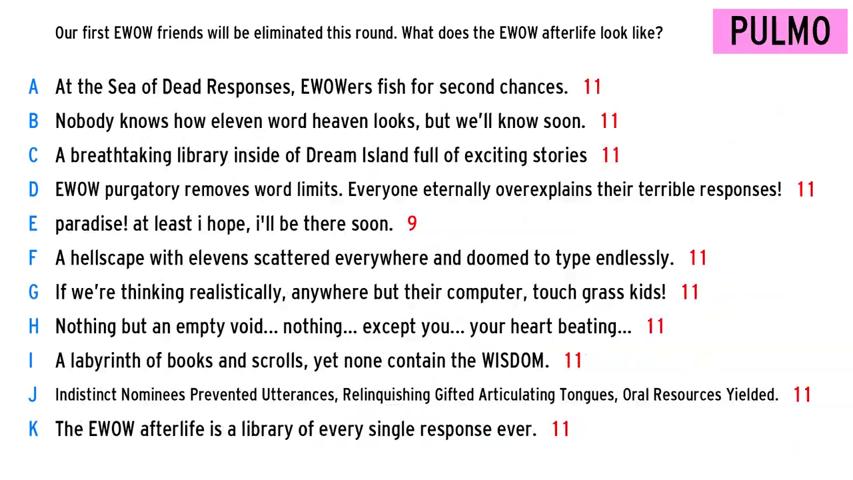 Our first EWOW friends will be eliminated this round. What does the EWOW afterlife look like?
PULMO
A At the Sea of Dead Responses, EWOWers fish for second chances. 11
B Nobody knows how eleven word heaven looks, but we'll know soon. 11
C A breathtaking library inside of Dream Island full of exciting stories 11
D EWOW purgatory removes word limits. Everyone eternally overexplains their terrible responses! 11
E paradise! at least i hope, i'll be there soon. 9
F A hellscape with elevens scattered everywhere and doomed to type endlessly. 11
G If we're thinking realistically, anywhere but their computer, touch grass kids! 11
H Nothing but an empty void... nothing... except you... your heart beating... 11
I A labyrinth of books and scrolls, yet none contain the WISDOM. 11
J Indistinct Nominees Prevented Utterances, Relinquishing Gifted Articulating Tongues, Oral Resources Yielded. 11
K The EWOW afterlife is a library of every single response ever. 11